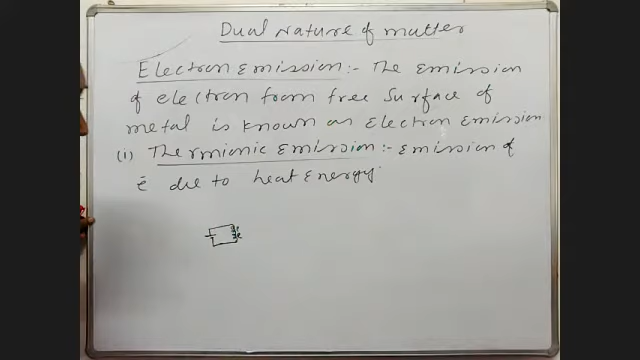 Dual Nature of matter
Electron Emission :- The emission
of electron from free surface of
metal is known as Electron Emission
(1) Thermionic Emission :- Emission of
ē due to heat Energy